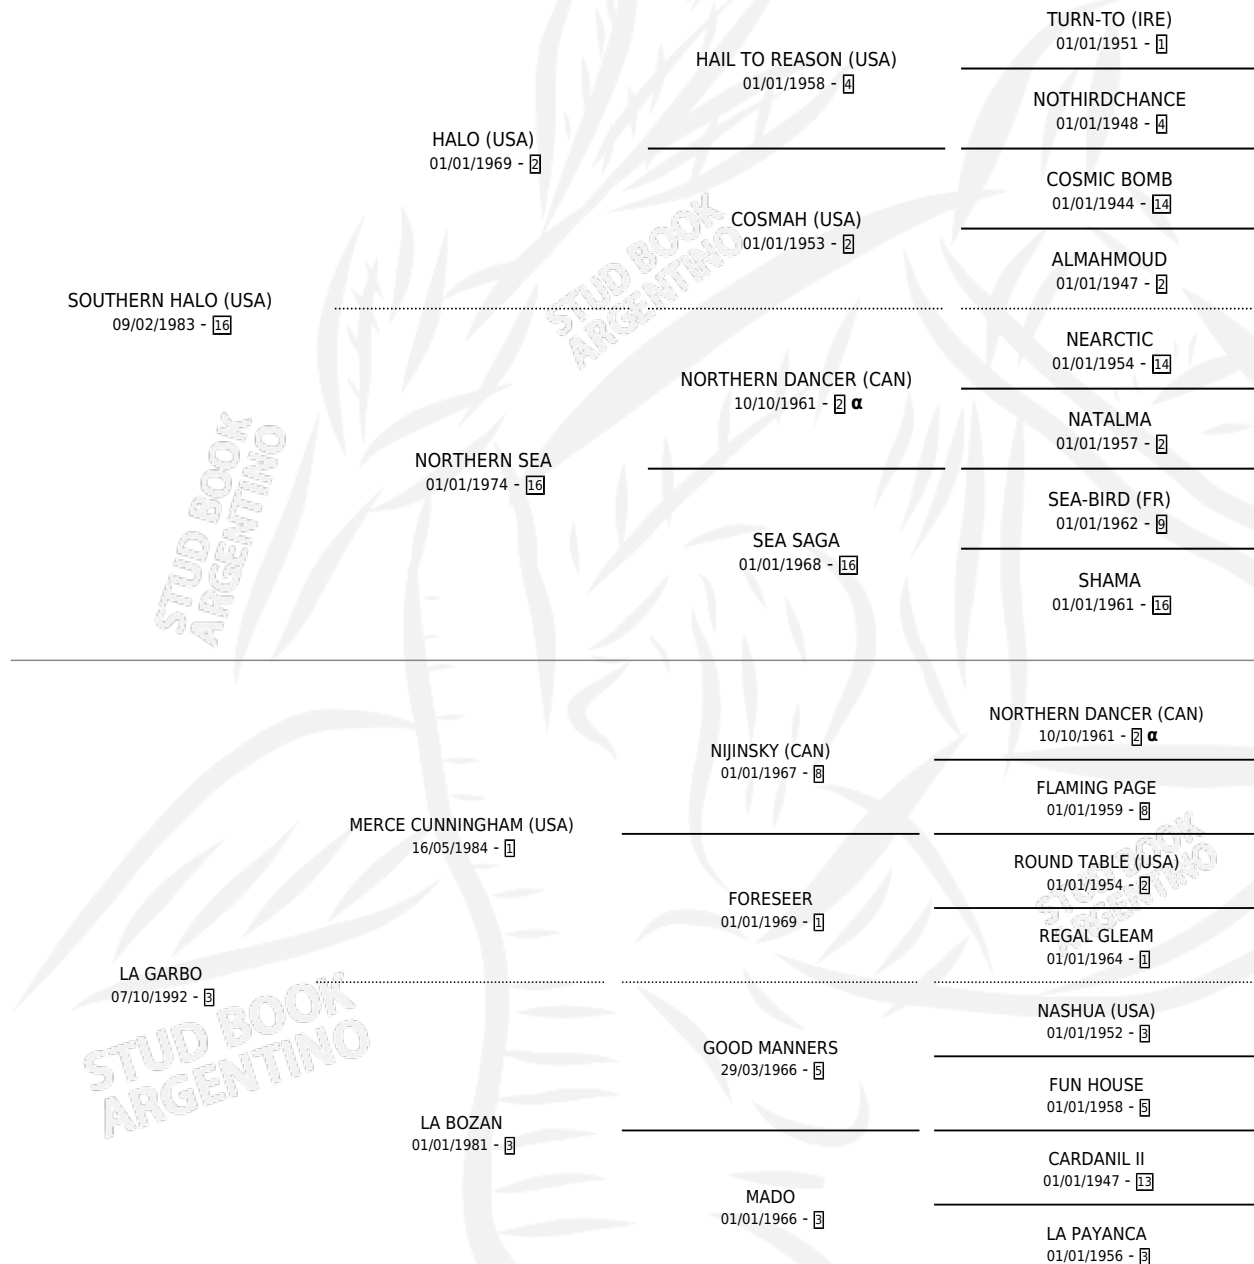 TURN-TO (IRE)
01/01/1951 - 1
HAIL TO REASON (USA)
01/01/1958 - 4
NOTHIRDCHANCE
01/01/1948 - 4
HALO (USA)
01/01/1969 - 2
COSMIC BOMB
01/01/1944 - 14
COSMAH (USA)
01/01/1953 - 2
ALMAHMOUD
01/01/1947 - 2
SOUTHERN HALO (USA)
09/02/1983 - 16
NEARCTIC
01/01/1954 - 14
NORTHERN DANCER (CAN)
10/10/1961 - 2 α
NATALMA
01/01/1957 - 2
NORTHERN SEA
01/01/1974 - 16
SEA-BIRD (FR)
01/01/1962 - 9
SEA SAGA
01/01/1968 - 16
SHAMA
01/01/1961 - 16
NORTHERN DANCER (CAN)
10/10/1961 - 2 α
NIJINSKY (CAN)
01/01/1967 - 8
FLAMING PAGE
01/01/1959 - 8
MERCE CUNNINGHAM (USA)
16/05/1984 - 1
ROUND TABLE (USA)
01/01/1954 - 2
FORESEER
01/01/1969 - 1
REGAL GLEAM
01/01/1964 - 1
LA GARBO
07/10/1992 - 3
NASHUA (USA)
01/01/1952 - 3
GOOD MANNERS
29/03/1966 - 5
FUN HOUSE
01/01/1958 - 5
LA BOZAN
01/01/1981 - 3
CARDANIL II
01/01/1947 - 13
MADO
01/01/1966 - 3
LA PAYANCA
01/01/1956 - 3
STUD BOOK
ARGENTINO
STUD BOOK
ARGENTINO
STUD BOOK
ARGENTINO
STUD BOOK
ARGENTINO